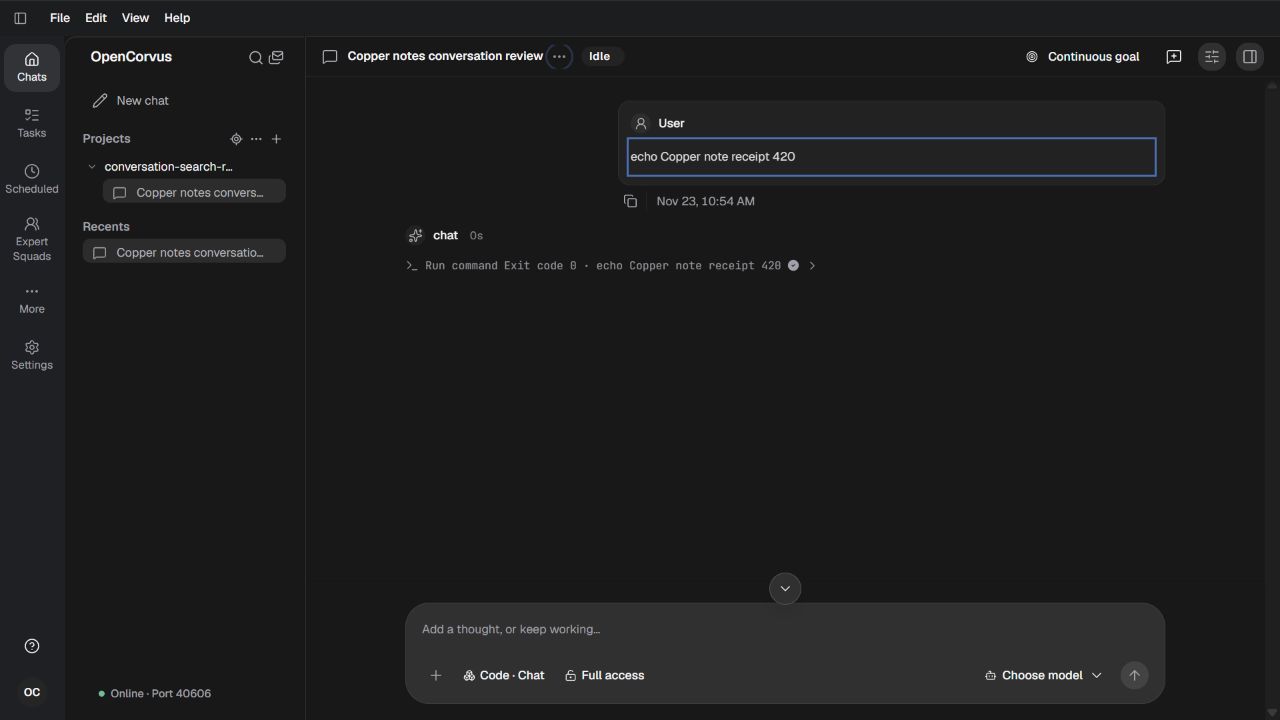 File Edit View Help
OpenCorvus
Chats
Tasks
Scheduled
Expert
Squads
More
Settings
OC
New chat
Projects
conversation-search-r...
Copper notes convers...
Recents
Copper notes conversatio...
Online · Port 40606
Copper notes conversation review
Idle
Continuous goal
User
echo Copper note receipt 420
Nov 23, 10:54 AM
chat 0s
>_ Run command Exit code 0 · echo Copper note receipt 420
Add a thought, or keep working...
Code · Chat
Full access
Choose model